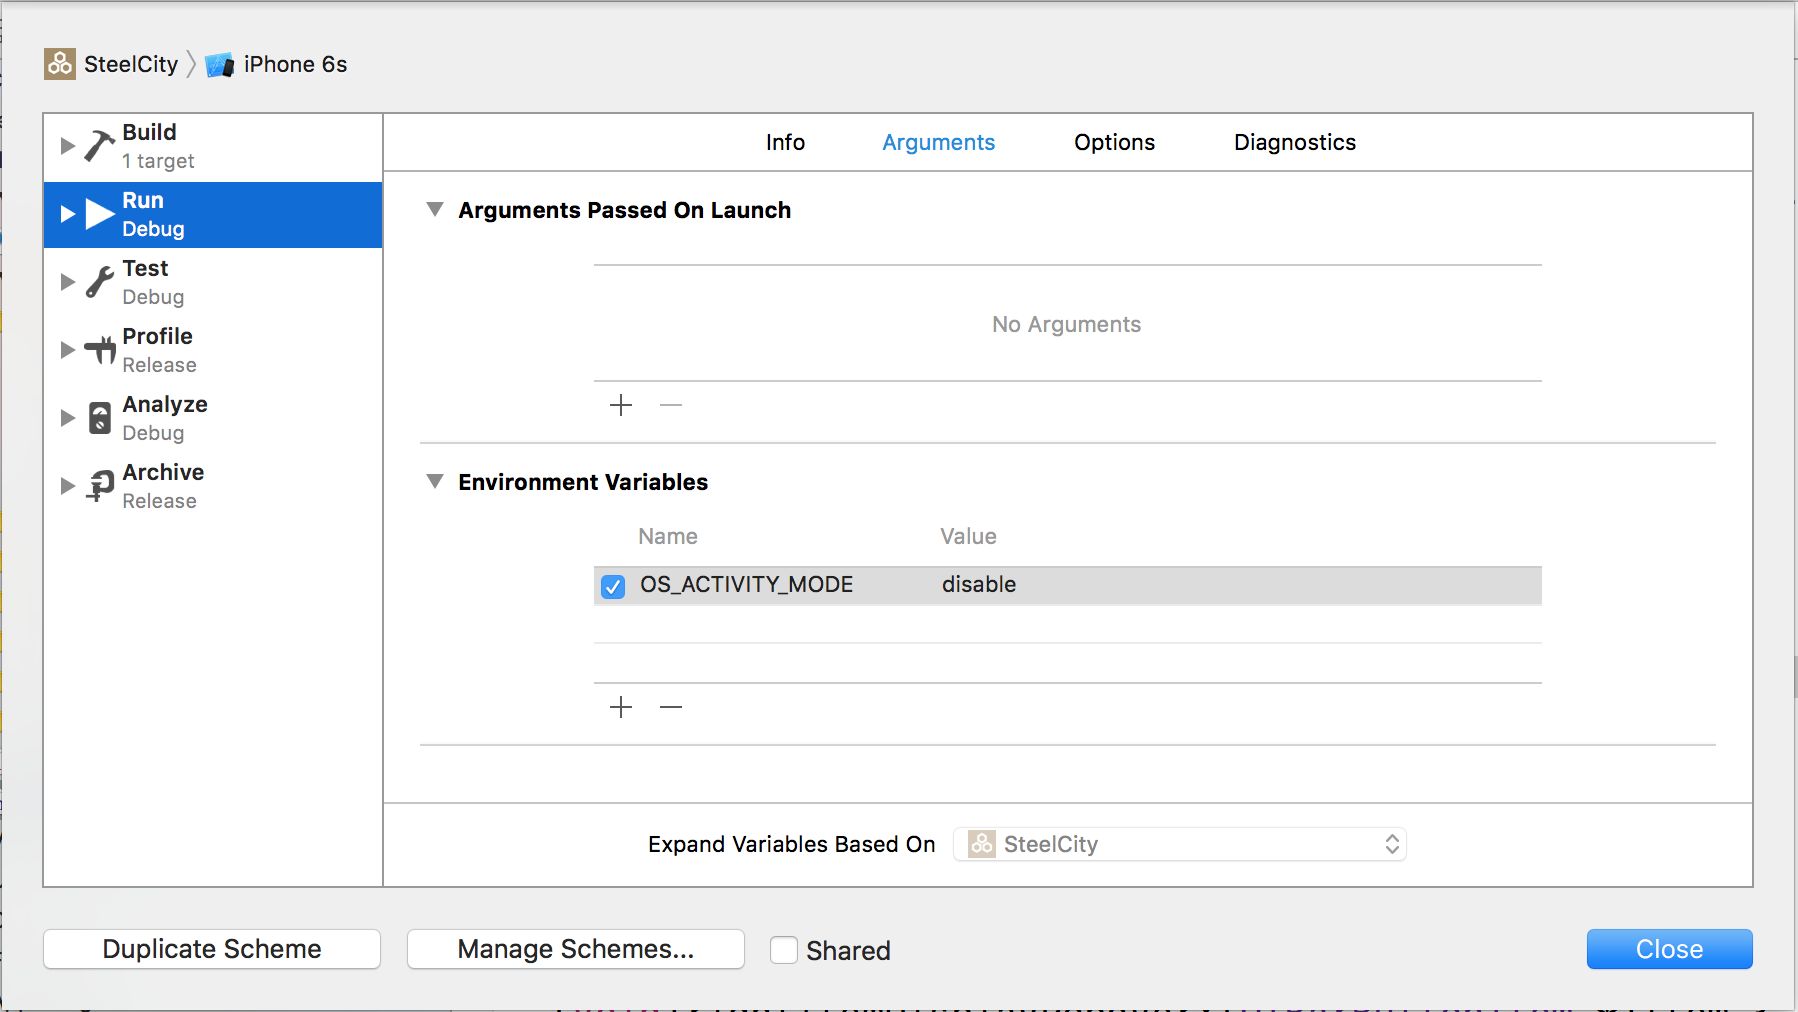 SteelCity
iPhone 6s
Build
1 target
Run
Debug
Test
Debug
Profile
Release
Analyze
Debug
Archive
Release
Info Arguments Options Diagnostics
Arguments Passed On Launch
No Arguments
Environment Variables
Name Value
OS_ACTIVITY_MODE disable
Expand Variables Based On SteelCity
Duplicate Scheme Manage Schemes... Shared Close